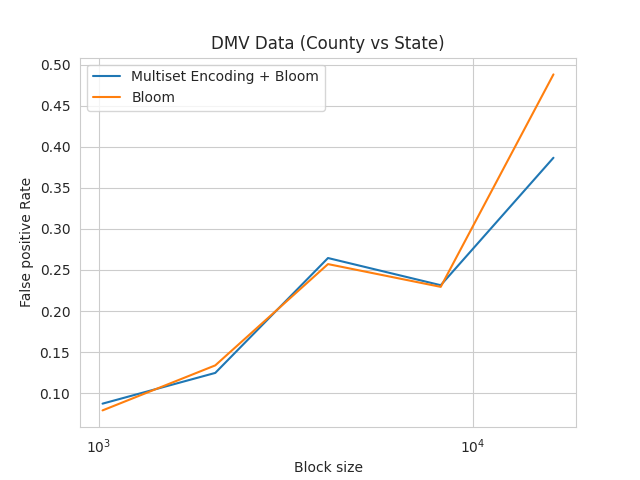 DMV Data (County vs State)
Multiset Encoding + Bloom
Bloom
0.50
0.45
0.40
0.35
0.30
0.25
0.20
0.15
0.10
False positive Rate
10³
10⁴
Block size